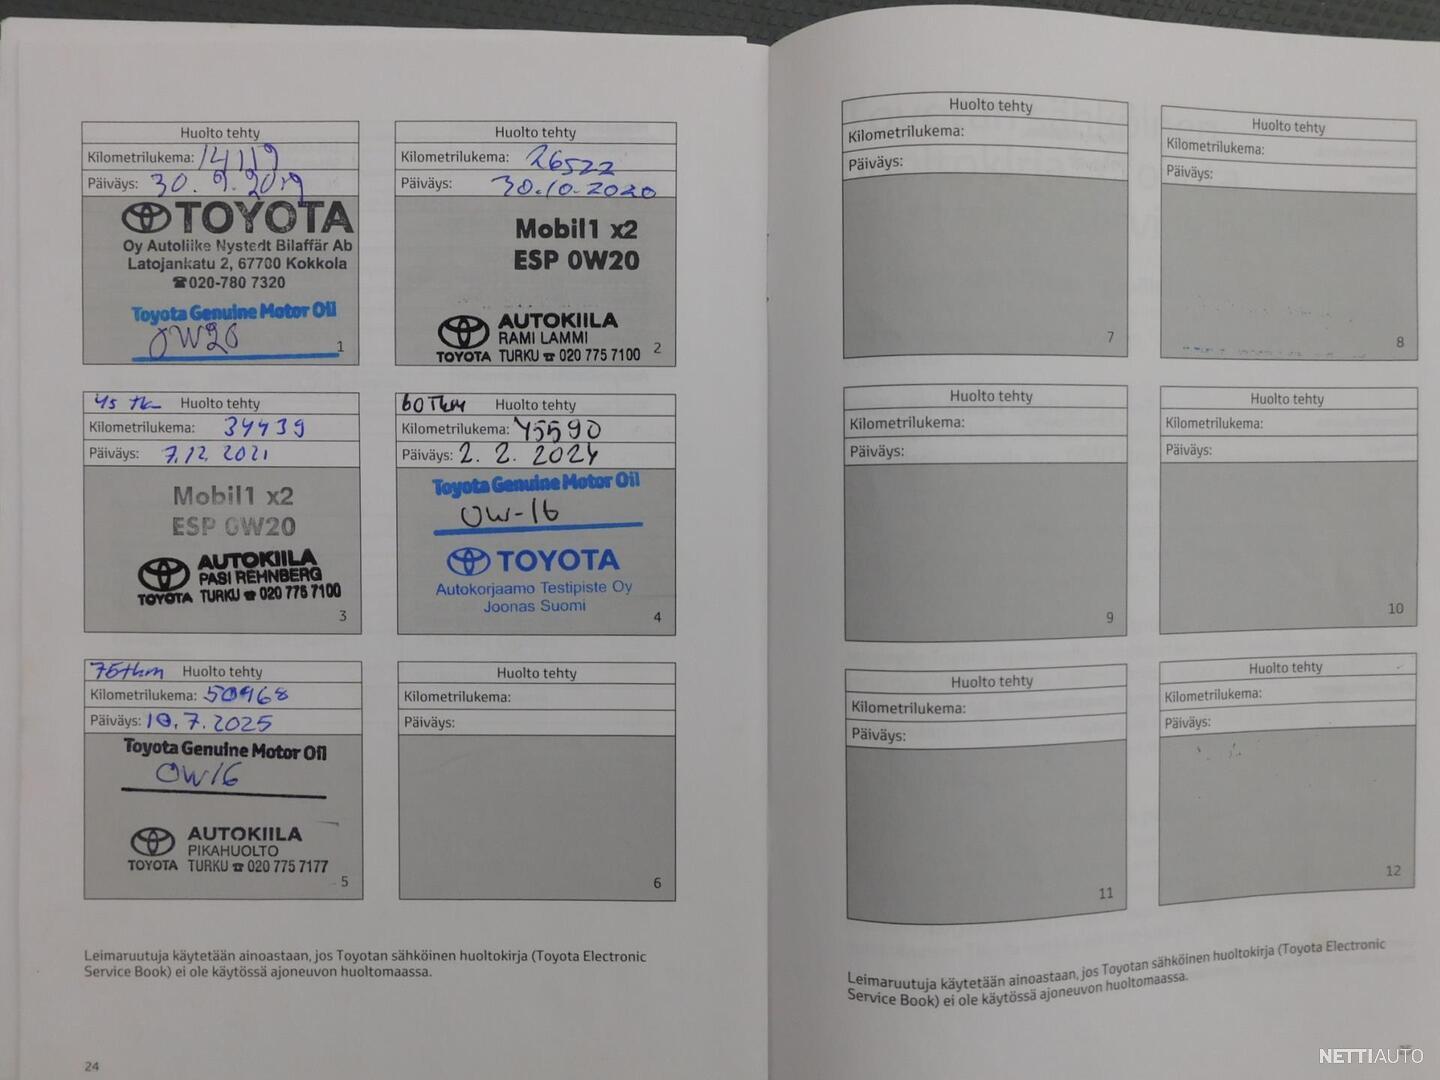 Huolto tehty
Kilometrilukema: 14119
Päiväys: 30.9.2019
TOYOTA
Oy Autoliike Nystedt Bilaffär Ab
Latojankatu 2, 67700 Kokkola
☎020-780 7320
Toyota Genuine Motor Oil
0W20
1
Huolto tehty
Kilometrilukema: 26522
Päiväys: 30.10.2020
Mobil1 x2
ESP 0W20
AUTOKIILA
RAMI LAMMI
TOYOTA TURKU ☎ 020 775 7100
2
45 tk Huolto tehty
Kilometrilukema: 34439
Päiväys: 7.12.2021
Mobil1 x2
ESP 0W20
AUTOKIILA
PASI REHNBERG
TOYOTA TURKU ☎ 020 775 7100
3
60Tkm Huolto tehty
Kilometrilukema: 45590
Päiväys: 2.2.2024
Toyota Genuine Motor Oil
0W-16
TOYOTA
Autokorjaamo Testipiste Oy
Joonas Suomi
4
75tkm Huolto tehty
Kilometrilukema: 50968
Päiväys: 10.7.2025
Toyota Genuine Motor Oil
0W16
AUTOKIILA
PIKAHUOLTO
TOYOTA TURKU ☎ 020 775 7177
5
Huolto tehty
Kilometrilukema:
Päiväys:
6
Leimaruutuja käytetään ainoastaan, jos Toyotan sähköinen huoltokirja (Toyota Electronic
Service Book) ei ole käytössä ajoneuvon huoltomaassa.
24
Huolto tehty
Kilometrilukema:
Päiväys:
7
Huolto tehty
Kilometrilukema:
Päiväys:
8
Huolto tehty
Kilometrilukema:
Päiväys:
9
Huolto tehty
Kilometrilukema:
Päiväys:
10
Huolto tehty
Kilometrilukema:
Päiväys:
11
Huolto tehty
Kilometrilukema:
Päiväys:
12
Leimaruutuja käytetään ainoastaan, jos Toyotan sähköinen huoltokirja (Toyota Electronic
Service Book) ei ole käytössä ajoneuvon huoltomaassa.
NETTIAUTO